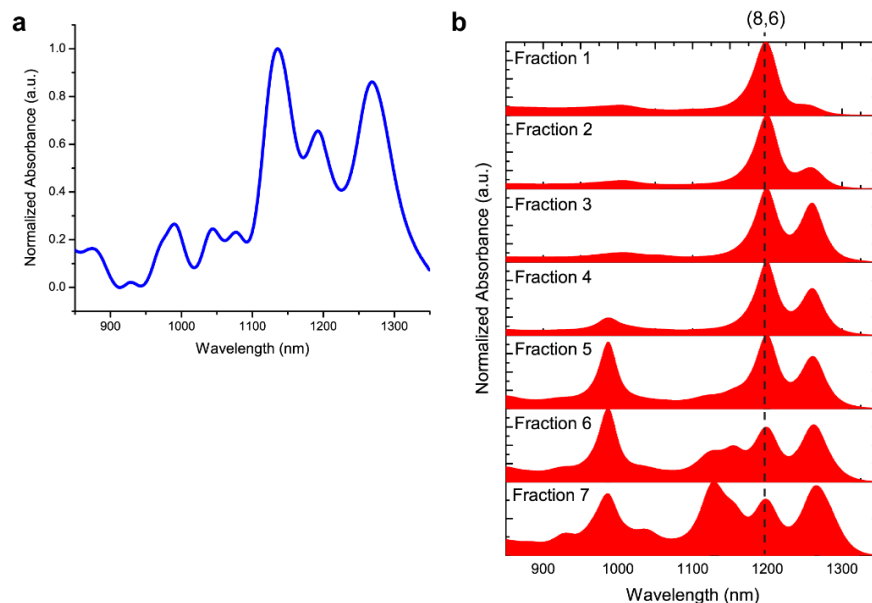 a
Normalized Absorbance (a.u.)
1.0
0.8
0.6
0.4
0.2
0.0
900 1000 1100 1200 1300
Wavelength (nm)
b
(8,6)
Normalized Absorbance (a.u.)
Fraction 1
Fraction 2
Fraction 3
Fraction 4
Fraction 5
Fraction 6
Fraction 7
900 1000 1100 1200 1300
Wavelength (nm)